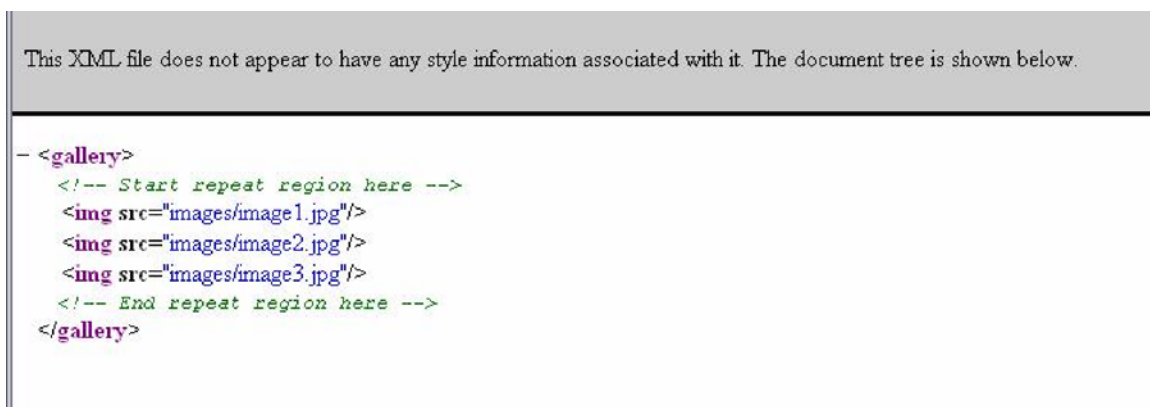 This XML file does not appear to have any style information associated with it. The document tree is shown below.
− <gallery>
<!-- Start repeat region here -->
<img src="images/image1.jpg"/>
<img src="images/image2.jpg"/>
<img src="images/image3.jpg"/>
<!-- End repeat region here -->
</gallery>